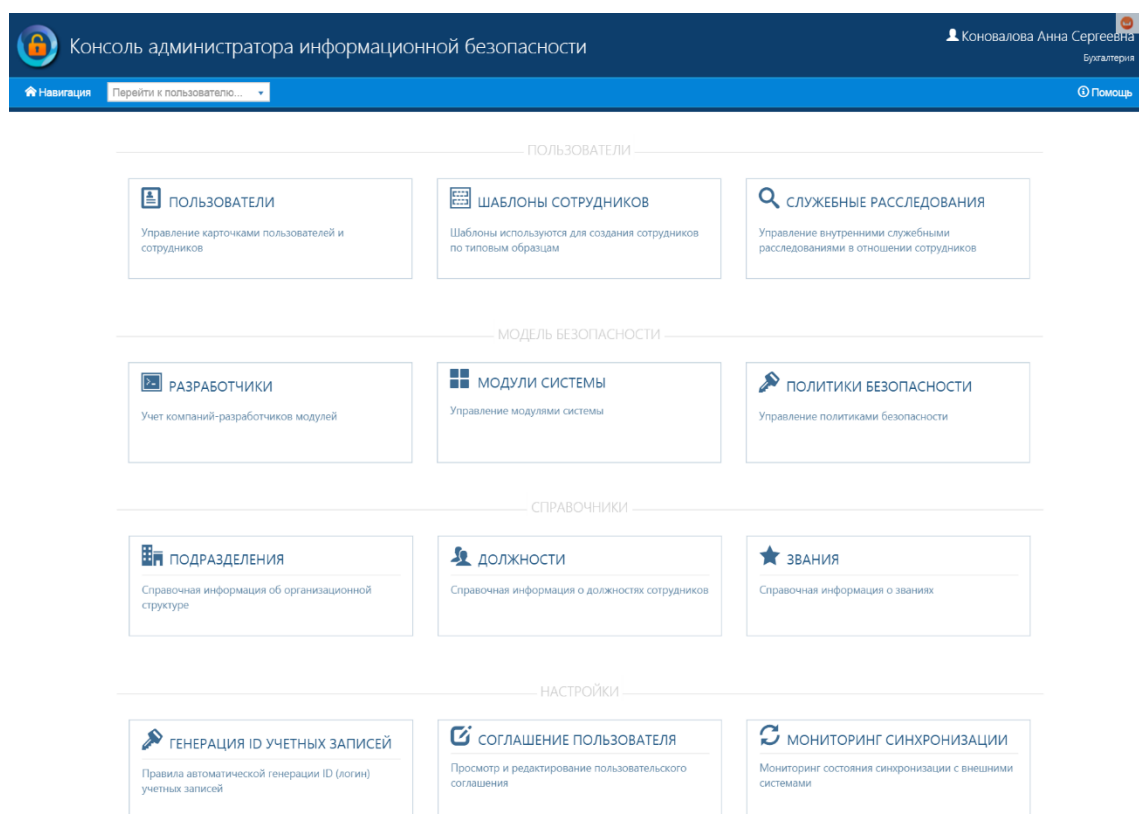 Консоль администратора информационной безопасности
Коновалова Анна Сергеевна
Бухгалтерия
Навигация
Перейти к пользователю...
Помощь
ПОЛЬЗОВАТЕЛИ
ПОЛЬЗОВАТЕЛИ
Управление карточками пользователей и
сотрудников
ШАБЛОНЫ СОТРУДНИКОВ
Шаблоны используются для создания сотрудников
по типовым образцам
СЛУЖЕБНЫЕ РАССЛЕДОВАНИЯ
Управление внутренними служебными
расследованиями в отношении сотрудников
МОДЕЛЬ БЕЗОПАСНОСТИ
РАЗРАБОТЧИКИ
Учет компаний-разработчиков модулей
МОДУЛИ СИСТЕМЫ
Управление модулями системы
ПОЛИТИКИ БЕЗОПАСНОСТИ
Управление политиками безопасности
СПРАВОЧНИКИ
ПОДРАЗДЕЛЕНИЯ
Справочная информация об организационной
структуре
ДОЛЖНОСТИ
Справочная информация о должностях сотрудников
ЗВАНИЯ
Справочная информация о званиях
НАСТРОЙКИ
ГЕНЕРАЦИЯ ID УЧЕТНЫХ ЗАПИСЕЙ
Правила автоматической генерации ID (логин)
учетных записей
СОГЛАШЕНИЕ ПОЛЬЗОВАТЕЛЯ
Просмотр и редактирование пользовательского
соглашения
МОНИТОРИНГ СИНХРОНИЗАЦИИ
Мониторинг состояния синхронизации с внешними
системами